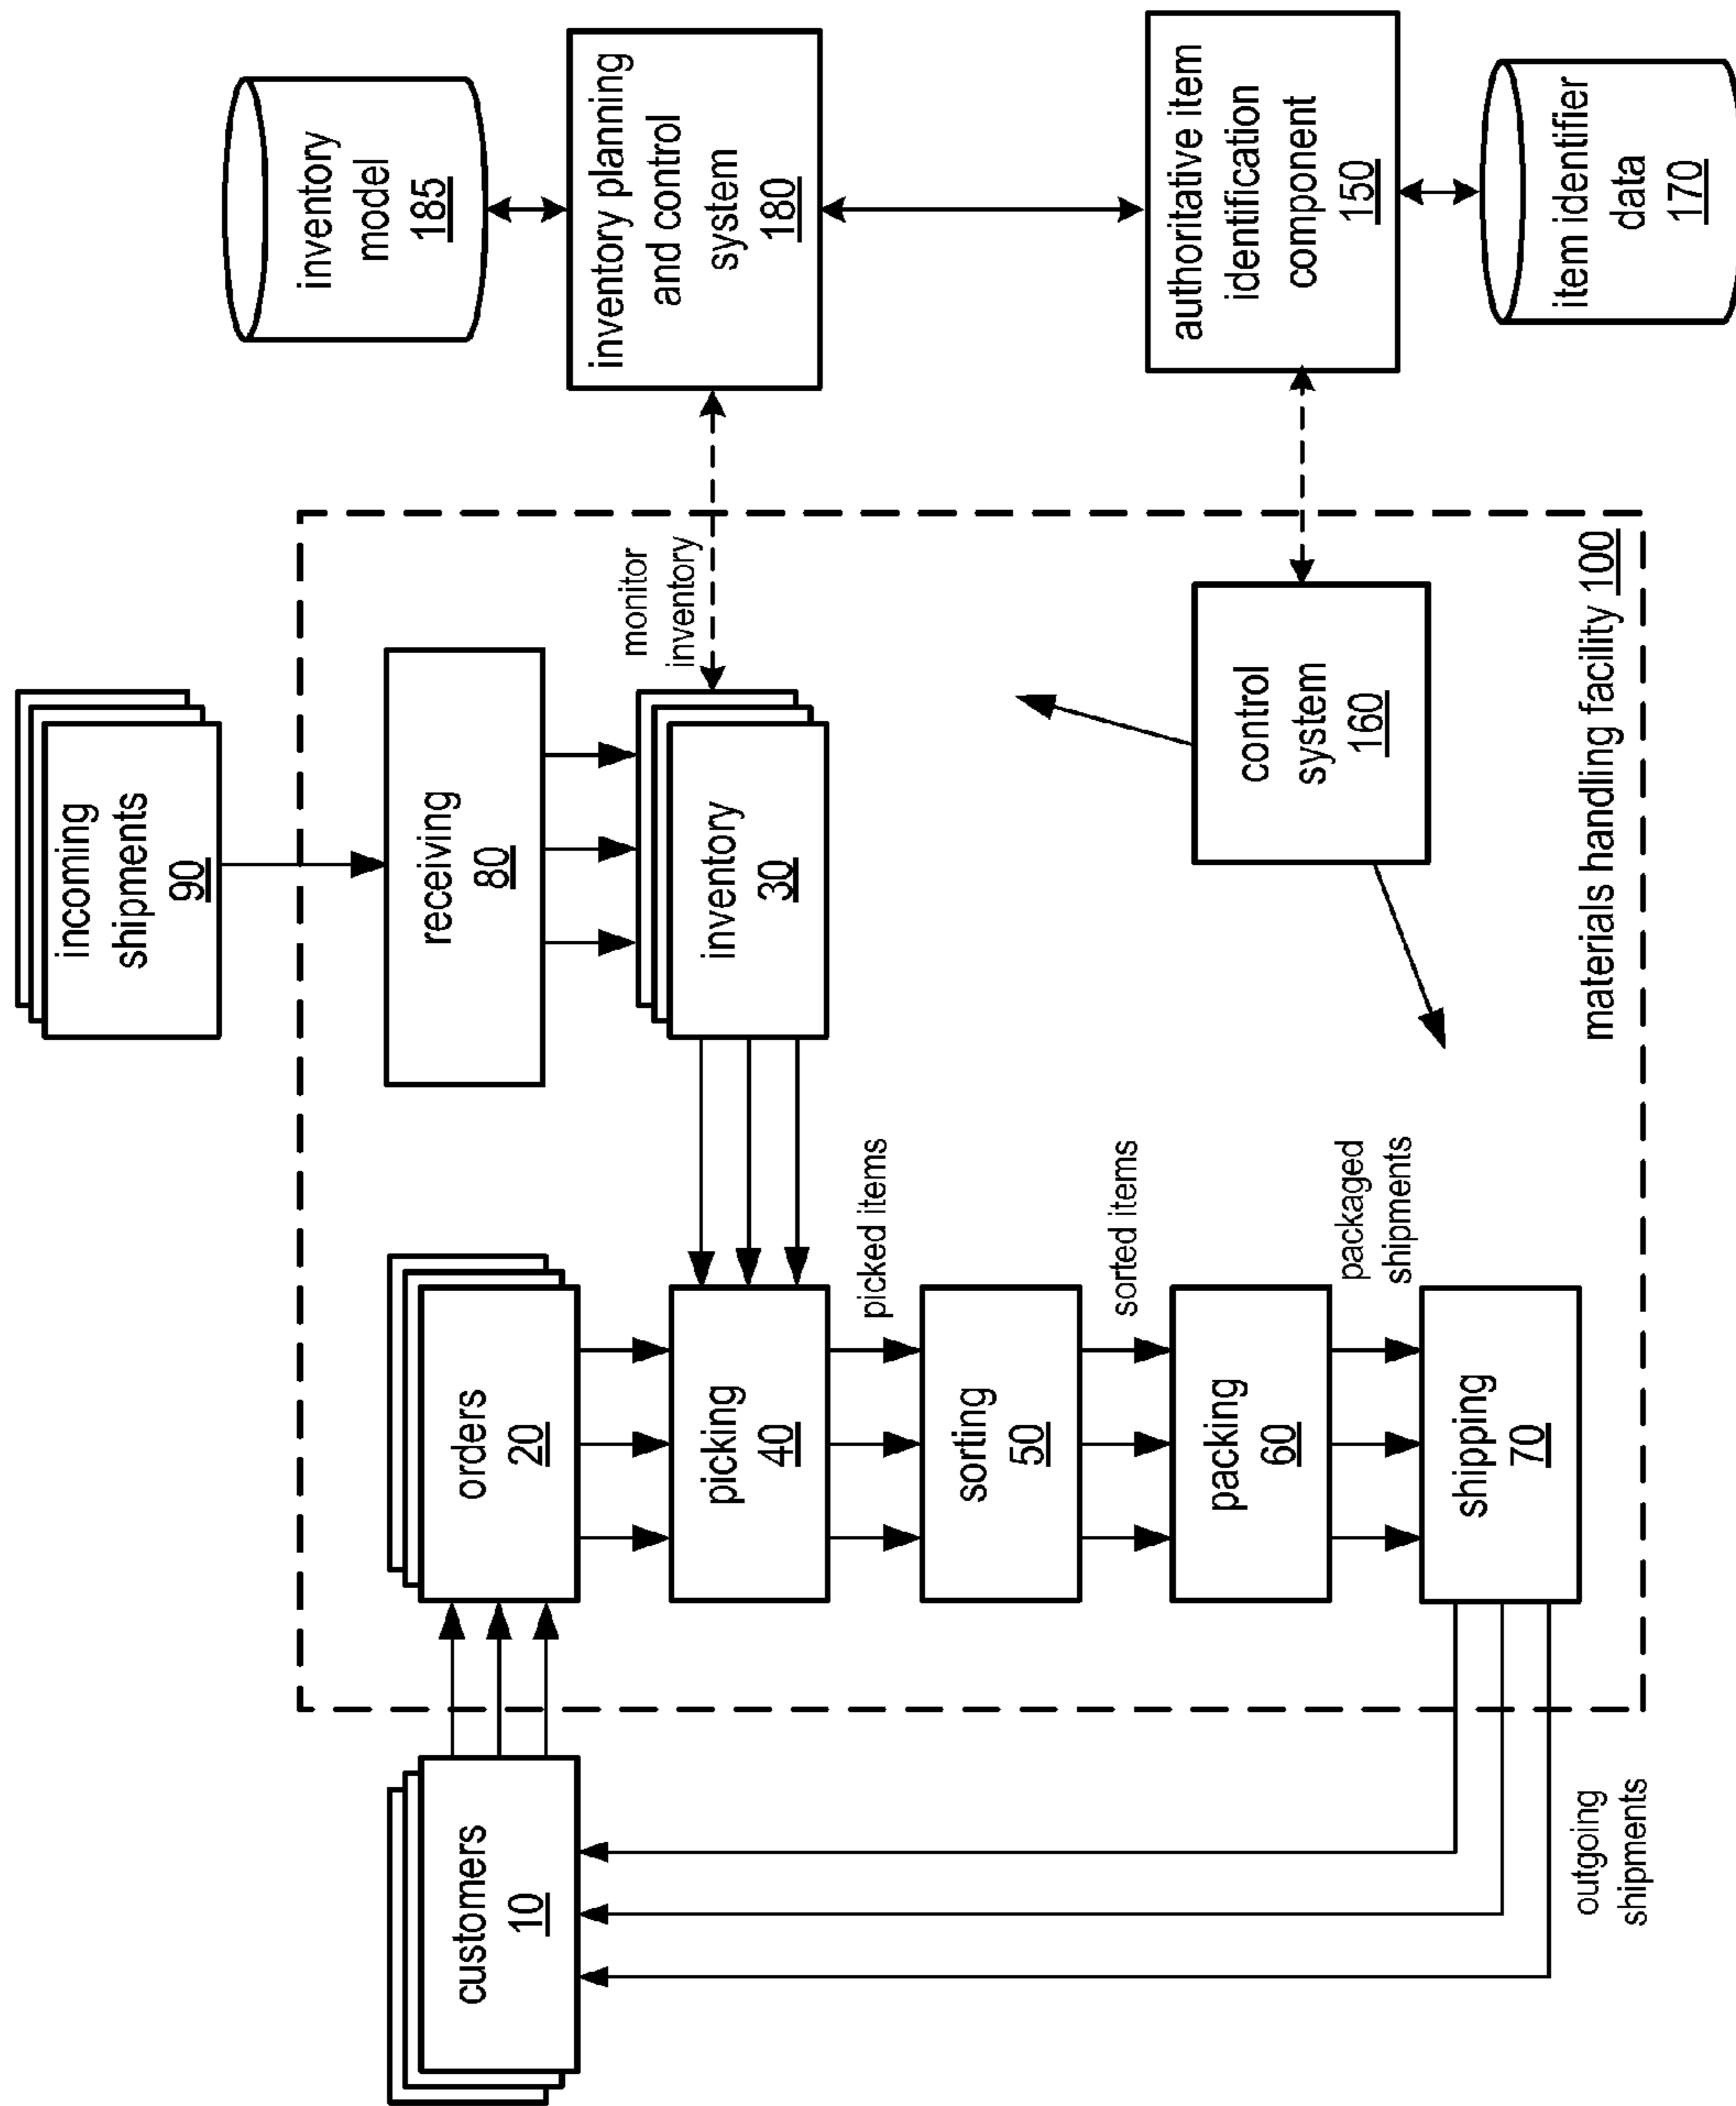 incoming
shipments
90
receiving
80
inventory
30
monitor
inventory
inventory
model
185
inventory planning
and control
system
180
authoritative item
identification
component
150
item identifier
data
170
control
system
160
materials handling facility 100
customers
10
orders
20
picking
40
picked items
sorting
50
sorted items
packing
60
packaged
shipments
shipping
70
outgoing
shipments